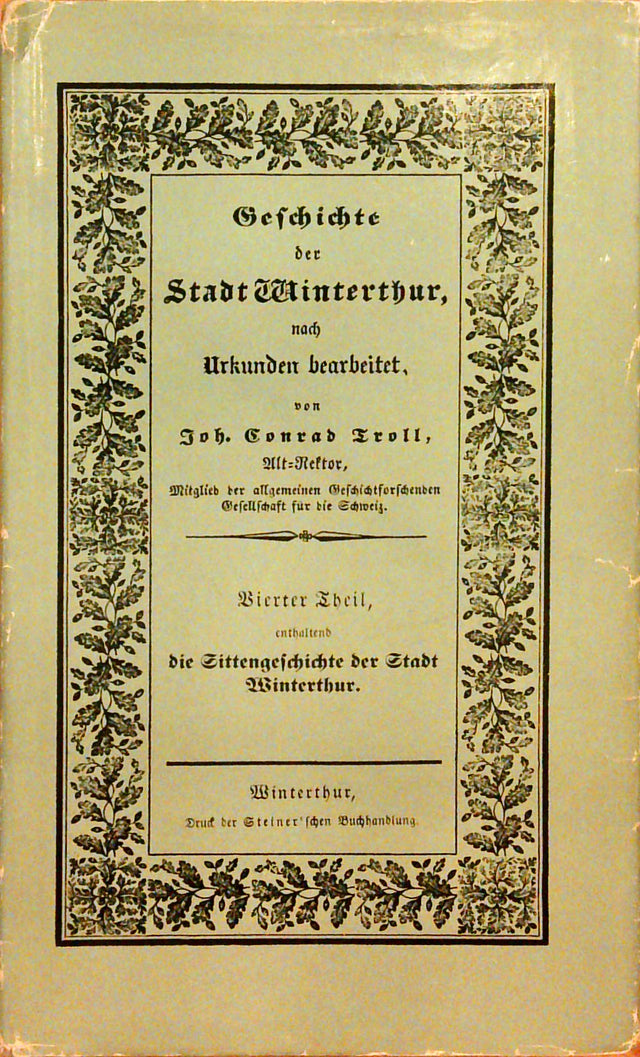 Geschichte
der
Stadt Winterthur,
nach
Urkunden bearbeitet,
von
Joh. Conrad Troll,
Alt-Rektor,
Mitglied der allgemeinen Geschichtforschenden
Gesellschaft für die Schweiz.
Vierter Theil,
enthaltend
die Sittengeschichte der Stadt
Winterthur.
Winterthur,
Druck der Steiner'schen Buchhandlung.